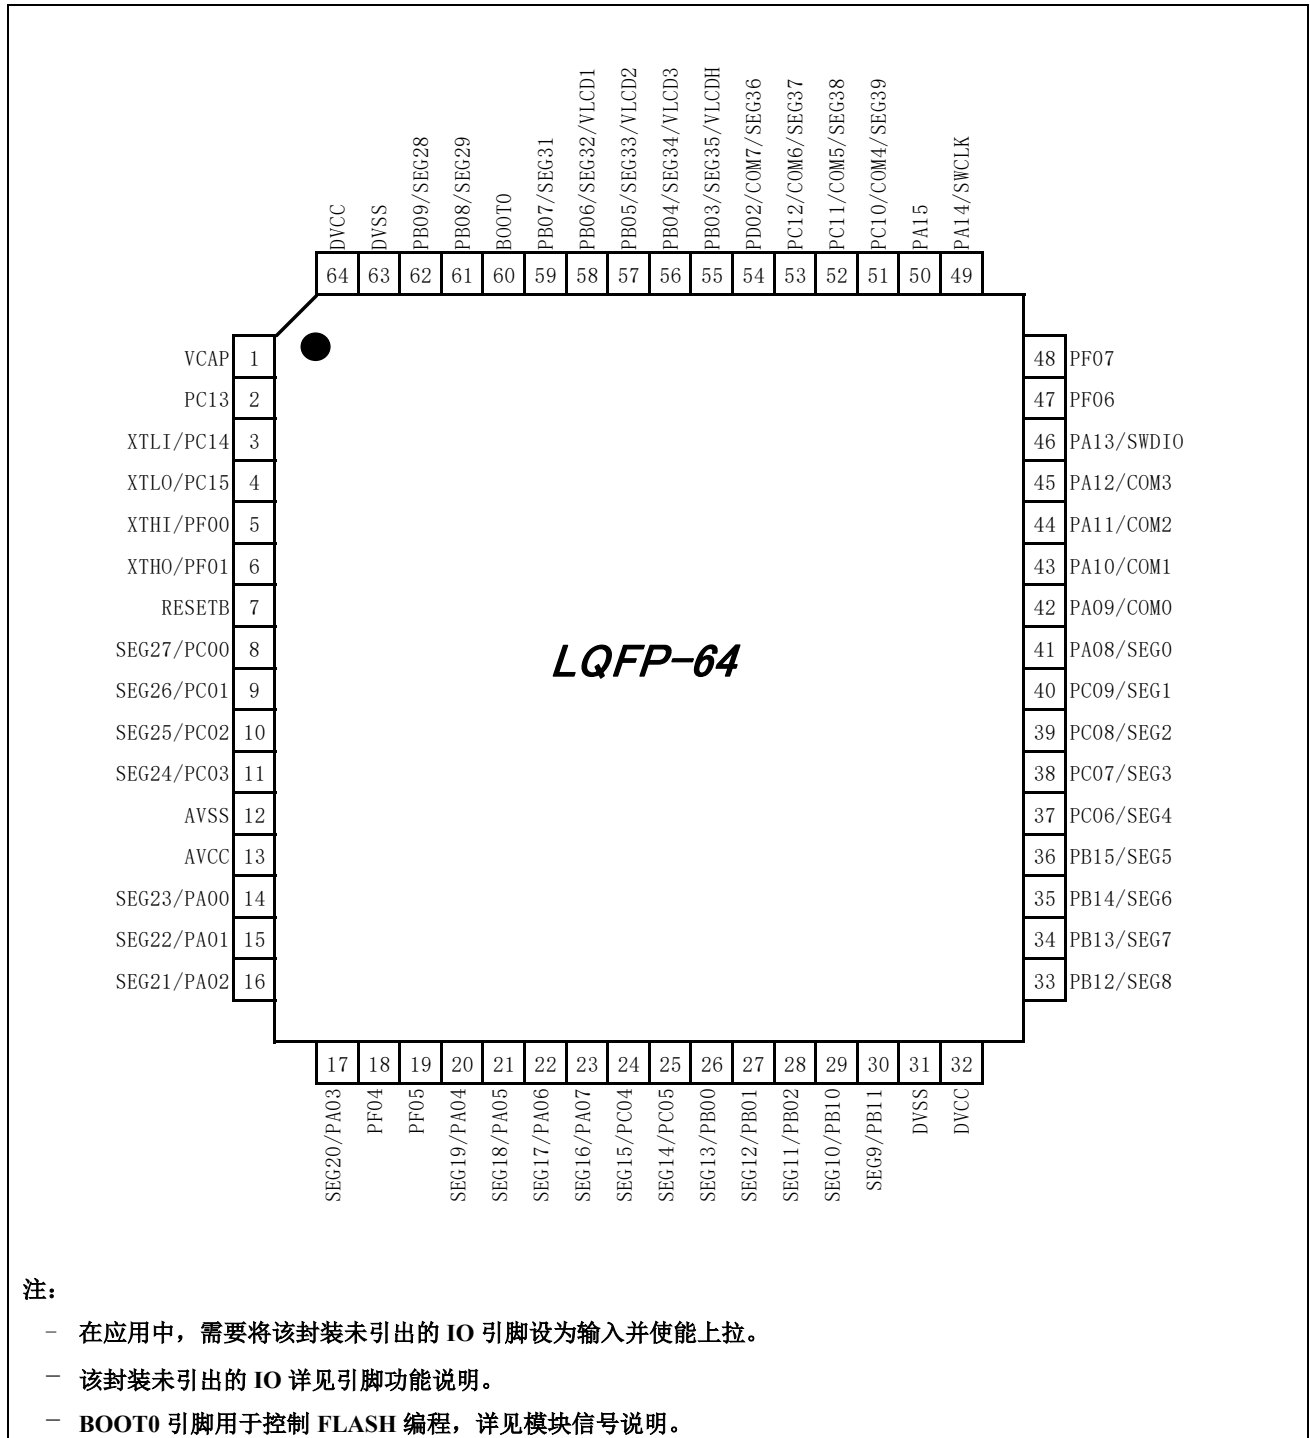 DVCC
DVSS
PB09/SEG28
PB08/SEG29
BOOT0
PB07/SEG31
PB06/SEG32/VLCD1
PB05/SEG33/VLCD2
PB04/SEG34/VLCD3
PB03/SEG35/VLCDH
PD02/COM7/SEG36
PC12/COM6/SEG37
PC11/COM5/SEG38
PC10/COM4/SEG39
PA15
PA14/SWCLK
64 63 62 61 60 59 58 57 56 55 54 53 52 51 50 49
VCAP 1
PC13 2
XTLI/PC14 3
XTLO/PC15 4
XTHI/PF00 5
XTHO/PF01 6
RESETB 7
SEG27/PC00 8
SEG26/PC01 9
SEG25/PC02 10
SEG24/PC03 11
AVSS 12
AVCC 13
SEG23/PA00 14
SEG22/PA01 15
SEG21/PA02 16
LQFP-64
48 PF07
47 PF06
46 PA13/SWDIO
45 PA12/COM3
44 PA11/COM2
43 PA10/COM1
42 PA09/COM0
41 PA08/SEG0
40 PC09/SEG1
39 PC08/SEG2
38 PC07/SEG3
37 PC06/SEG4
36 PB15/SEG5
35 PB14/SEG6
34 PB13/SEG7
33 PB12/SEG8
17 18 19 20 21 22 23 24 25 26 27 28 29 30 31 32
SEG20/PA03
PF04
PF05
SEG19/PA04
SEG18/PA05
SEG17/PA06
SEG16/PA07
SEG15/PC04
SEG14/PC05
SEG13/PB00
SEG12/PB01
SEG11/PB02
SEG10/PB10
SEG9/PB11
DVSS
DVCC
注：
– 在应用中，需要将该封装未引出的 IO 引脚设为输入并使能上拉。
– 该封装未引出的 IO 详见引脚功能说明。
– BOOT0 引脚用于控制 FLASH 编程，详见模块信号说明。